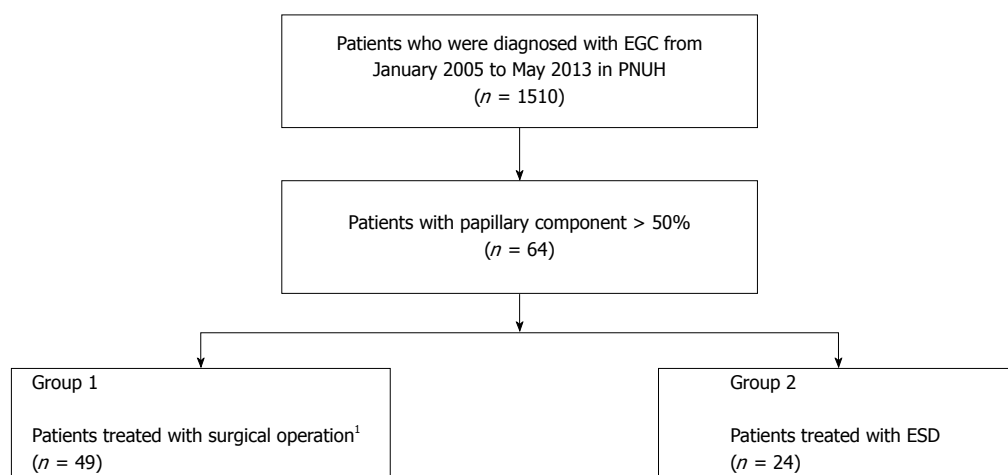 Patients who were diagnosed with EGC from
January 2005 to May 2013 in PNUH
(n = 1510)
Patients with papillary component > 50%
(n = 64)
Group 1
Patients treated with surgical operation¹
(n = 49)
Group 2
Patients treated with ESD
(n = 24)